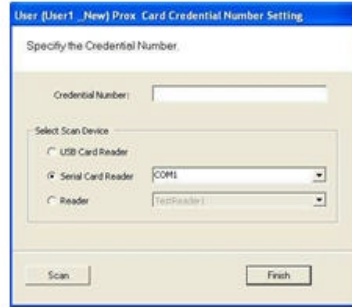 User (User1 _New) Prox Card Credential Number Setting
Specifiy the Credential Number.
Credential Number:
Select Scan Device
USB Card Reader
Serial Card Reader COM1
Reader TestReader1
Scan Finish